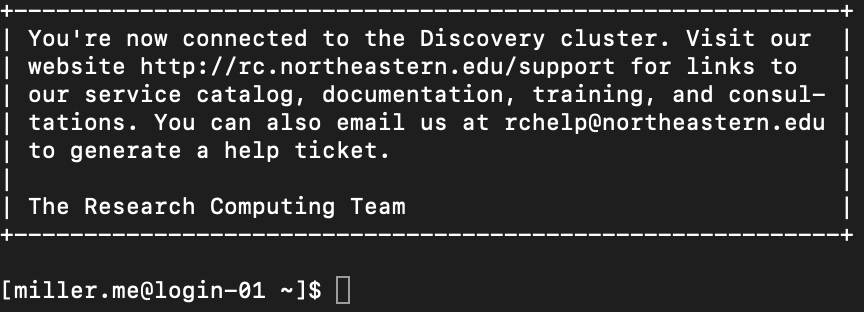 +-----------------------------------------------------------+
| You're now connected to the Discovery cluster. Visit our |
| website http://rc.northeastern.edu/support for links to |
| our service catalog, documentation, training, and consul- |
| tations. You can also email us at rchelp@northeastern.edu |
| to generate a help ticket. |
| |
| The Research Computing Team |
+-----------------------------------------------------------+
[miller.me@login-01 ~]$